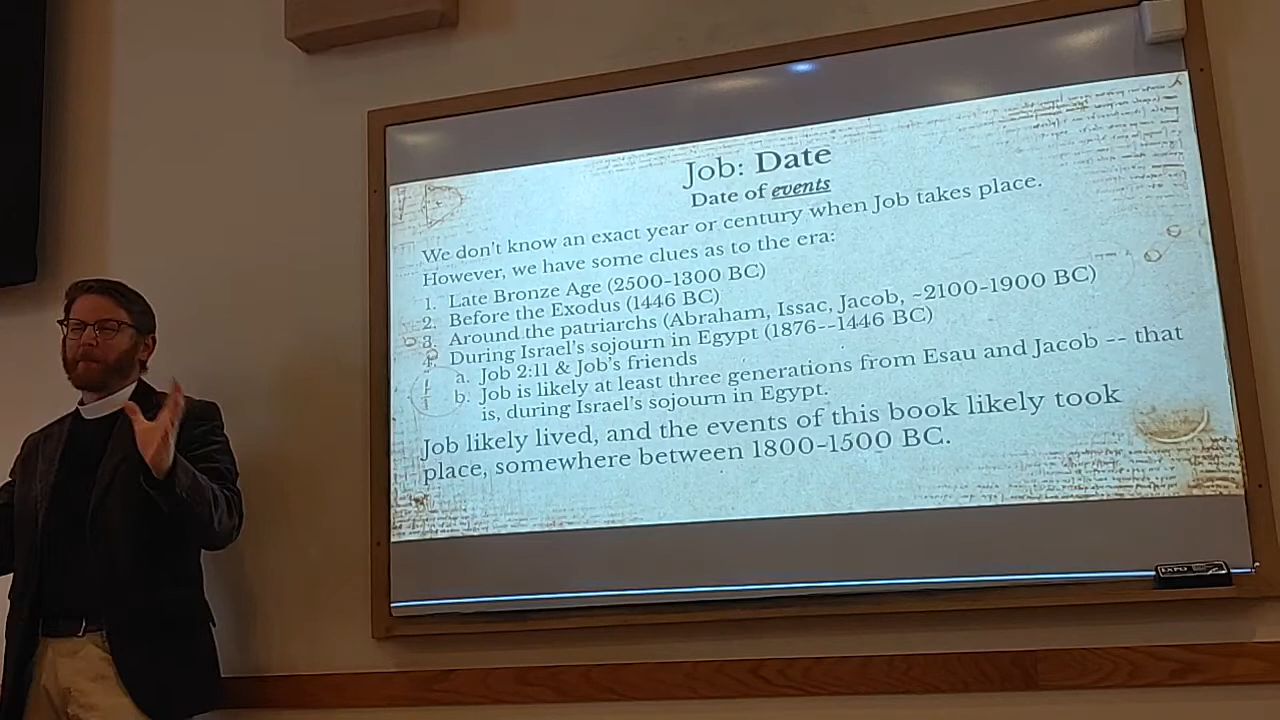 Job: Date
Date of events
We don't know an exact year or century when Job takes place.
However, we have some clues as to the era:
1. Late Bronze Age (2500-1300 BC)
2. Before the Exodus (1446 BC)
3. Around the patriarchs (Abraham, Issac, Jacob, ~2100-1900 BC)
4. During Israel's sojourn in Egypt (1876--1446 BC)
a. Job 2:11 & Job's friends
b. Job is likely at least three generations from Esau and Jacob -- that
is, during Israel's sojourn in Egypt.
Job likely lived, and the events of this book likely took
place, somewhere between 1800-1500 BC.
EXPO